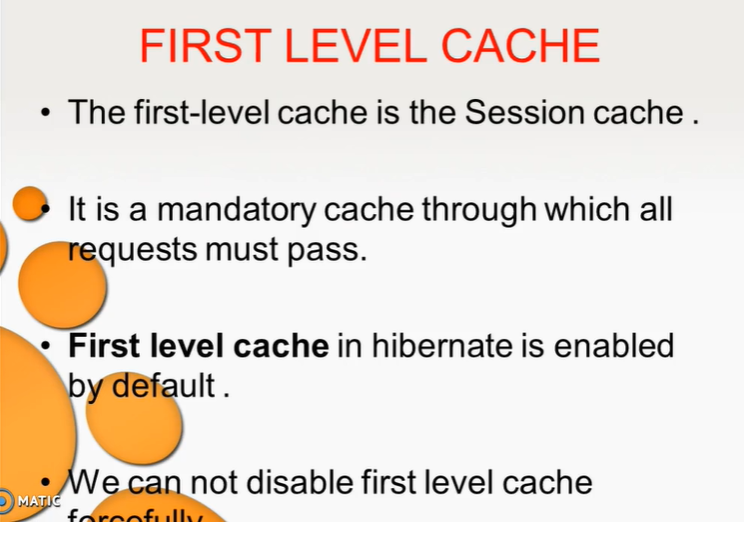 FIRST LEVEL CACHE
• The first-level cache is the Session cache .
• It is a mandatory cache through which all
requests must pass.
• First level cache in hibernate is enabled
by default .
• We can not disable first level cache
forcefully
MATIC